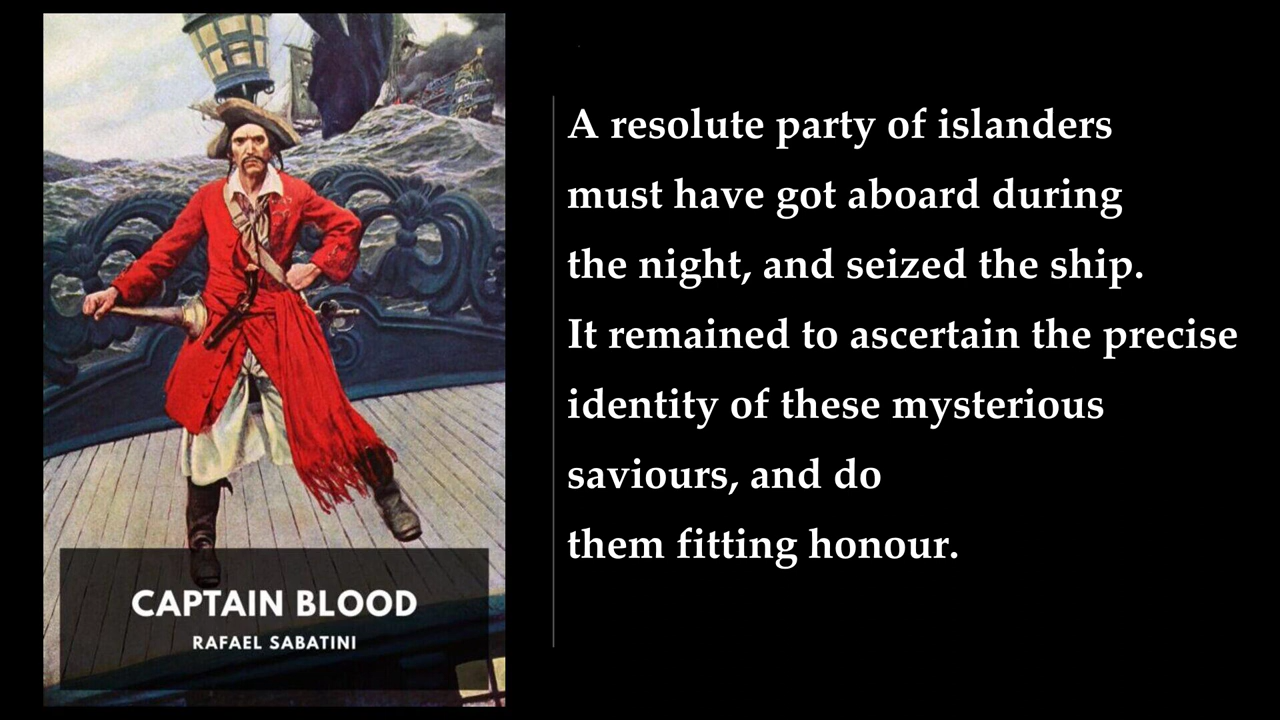 CAPTAIN BLOOD
RAFAEL SABATINI
A resolute party of islanders
must have got aboard during
the night, and seized the ship.
It remained to ascertain the precise
identity of these mysterious
saviours, and do
them fitting honour.